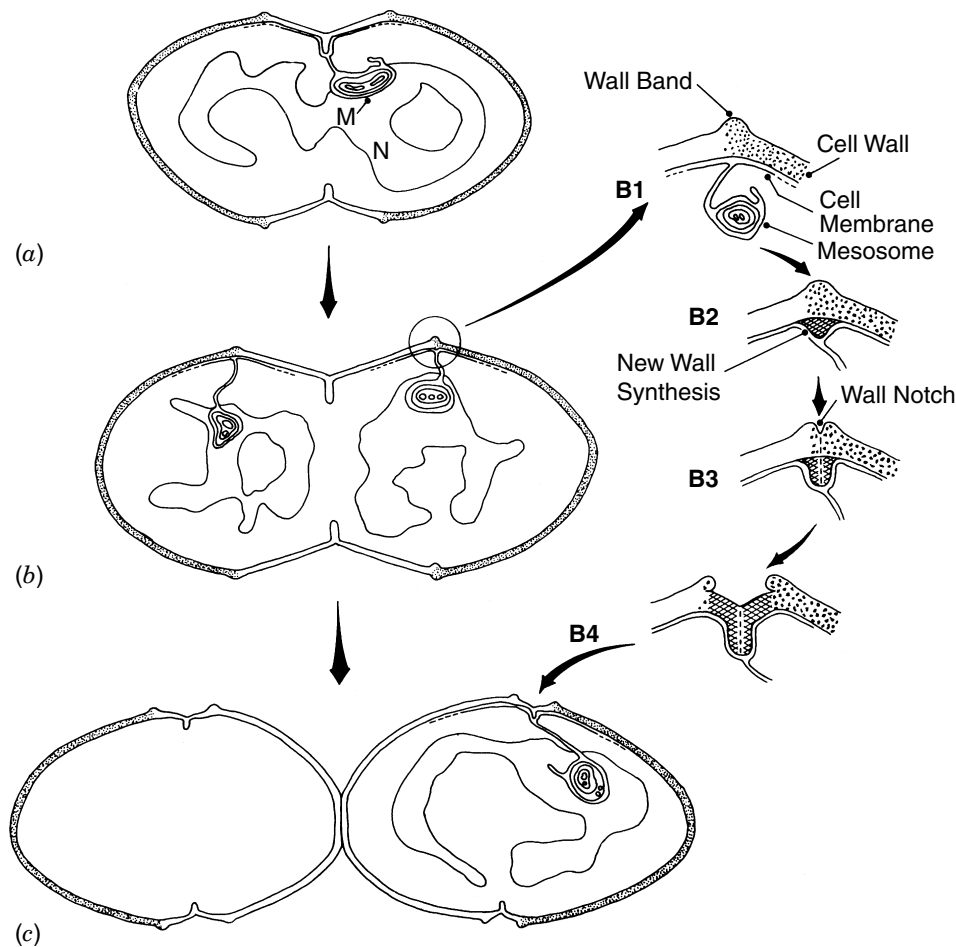 (a)
M
N
Wall Band
Cell Wall
B1
Cell
Membrane
Mesosome
B2
New Wall
Synthesis
Wall Notch
B3
(b)
B4
(c)